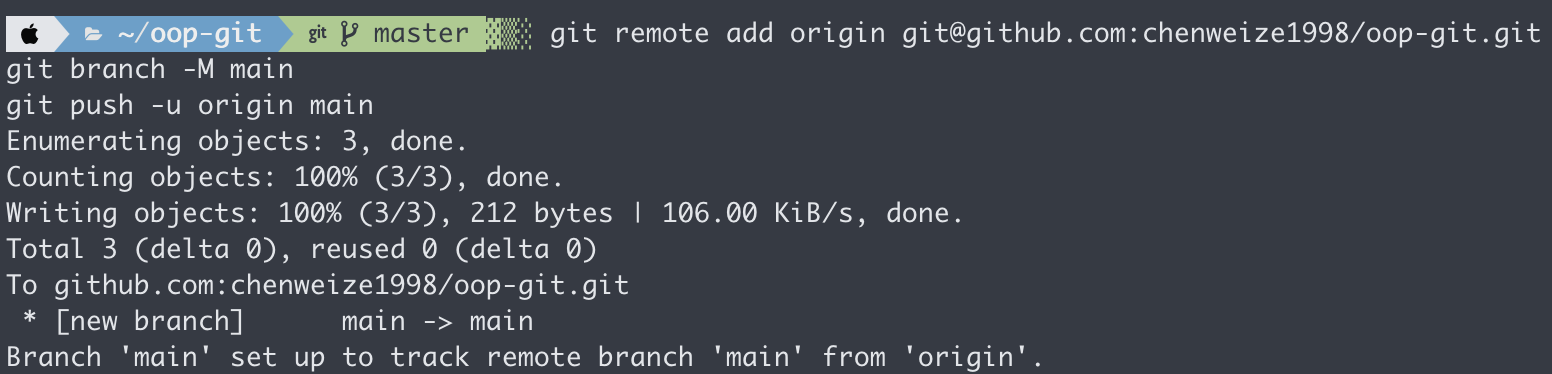 ~/oop-git git master git remote add origin git@github.com:chenweize1998/oop-git.git
git branch -M main
git push -u origin main
Enumerating objects: 3, done.
Counting objects: 100% (3/3), done.
Writing objects: 100% (3/3), 212 bytes | 106.00 KiB/s, done.
Total 3 (delta 0), reused 0 (delta 0)
To github.com:chenweize1998/oop-git.git
 * [new branch]      main -> main
Branch 'main' set up to track remote branch 'main' from 'origin'.